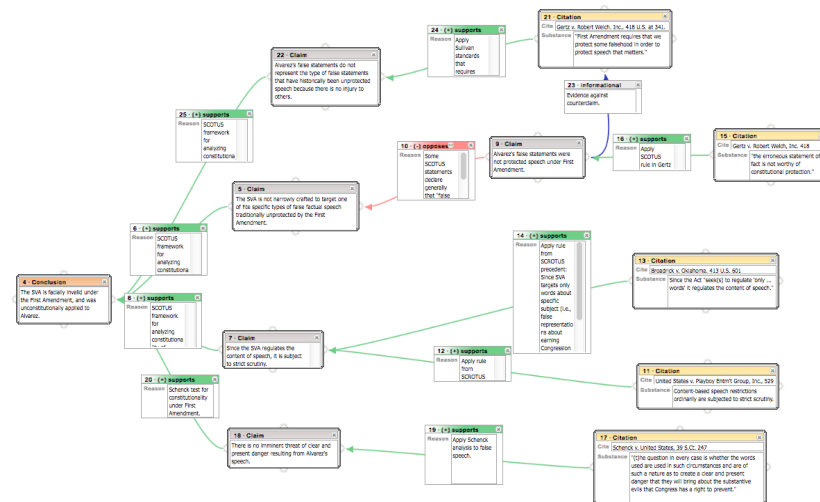 21 · Citation
Cite Gertz v. Robert Welch, Inc. 418 U.S. at 341.
Substance "First Amendment requires that we
protect some falsehood in order to
protect speech that matters."
24 · (+) supports
Reason Apply
Sullivan
standards
that
requires
22 · Claim
Alvarez's false statements do not
represent the type of false statements
that have historically been unprotected
speech because there is no injury to
others.
23 · Informational
Evidence against
counterclaim.
25 · (+) supports
Reason SCOTUS
framework
for
analyzing
constitutiona
10 · (-) opposes
Reason Some
SCOTUS
statements
declare
generally
that "false
9 · Claim
Alvarez's false statements were
not protected speech under First
Amendment.
16 · (+) supports
Reason Apply
SCOTUS
rule in Gertz
15 · Citation
Cite Gertz v. Robert Welch, Inc. 418
Substance "the erroneous statement of
fact is not worthy of
constitutional protection."
5 · Claim
The SVA is not narrowly crafted to target one
of the specific types of false factual speech
traditionally unprotected by the First
Amendment.
6 · (+) supports
Reason SCOTUS
framework
for
analyzing
constitutiona
14 · (+) supports
Reason Apply rule
from
SCROTUS
precedent:
Since SVA
targets only
words about
specific
subject (i.e.,
false
representatio
ns about
earning
Congression
13 · Citation
Cite Broadrick v. Oklahoma, 413 U.S. 601
Substance Since the Act "seek[s] to regulate 'only ...
words' it regulates the content of speech."
4 · Conclusion
The SVA is facially invalid under
the First Amendment, and was
unconstitutionally applied to
Alvarez.
8 · (+) supports
Reason SCOTUS
framework
for
analyzing
constitutiona
7 · Claim
Since the SVA regulates the
content of speech, it is subject
to strict scrutiny.
12 · (+) supports
Reason Apply rule
from
SCROTUS
11 · Citation
Cite United States v. Playboy Entm't Group, Inc., 529
Substance Content-based speech restrictions
ordinarily are subjected to strict scrutiny.
20 · (+) supports
Reason Schenck test for
constitutionality
under First
Amendment.
18 · Claim
There is no imminent threat of clear and
present danger resulting from Alvarez's
speech.
19 · (+) supports
Reason Apply Schenck
analysis to false
speech.
17 · Citation
Cite Schenck v. United States, 39 S.Ct. 247
Substance "[t]he question in every case is whether the words
used are used in such circumstances and are of
such a nature as to create a clear and present
danger that they will bring about the substantive
evils that Congress has a right to prevent."